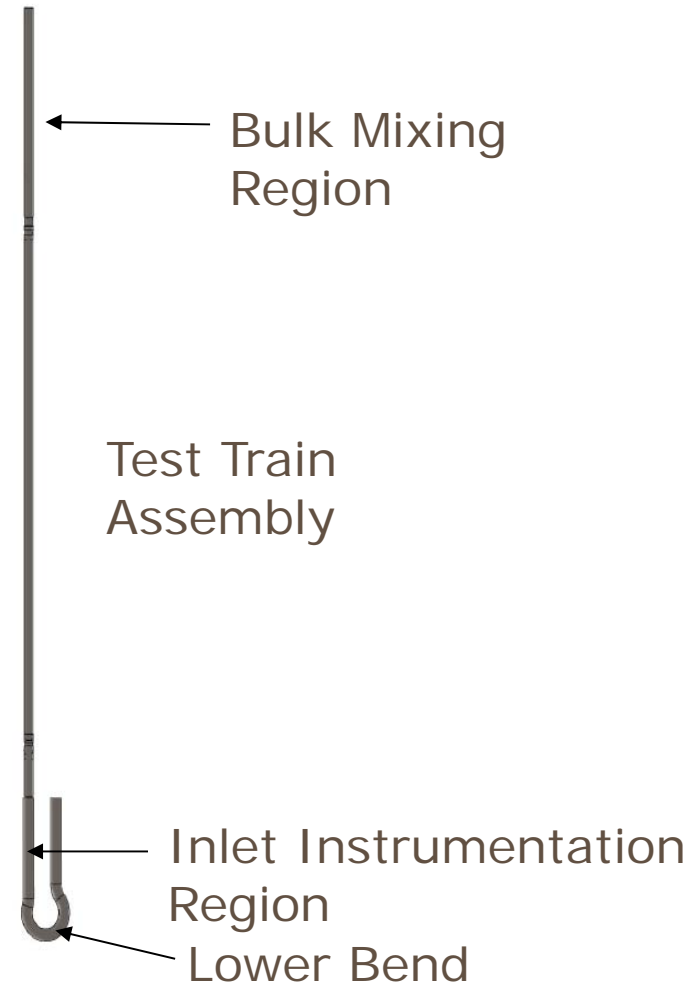 Bulk Mixing
Region
Test Train
Assembly
Inlet Instrumentation
Region
Lower Bend